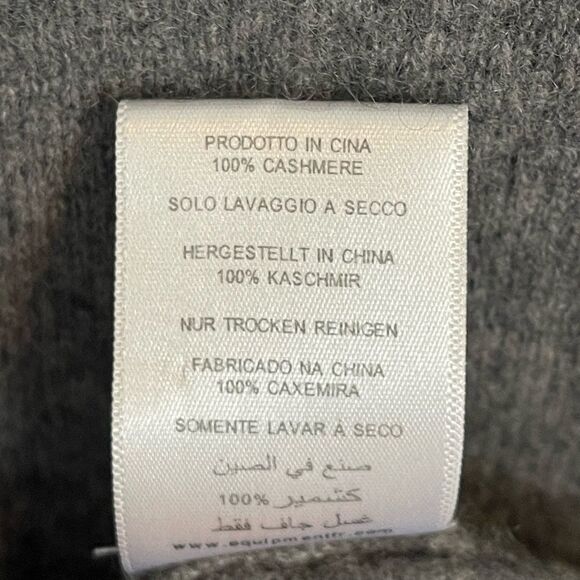 PRODOTTO IN CINA
100% CASHMERE
SOLO LAVAGGIO A SECCO
HERGESTELLT IN CHINA
100% KASCHMIR
NUR TROCKEN REINIGEN
FABRICADO NA CHINA
100% CAXEMIRA
SOMENTE LAVAR À SECO
صنع في الصين
كشمير 100%
غسل جاف فقط
www.equipmentfr.com